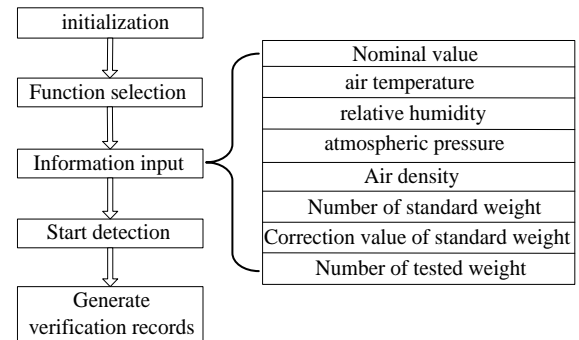 initialization
Function selection
Information input
Start detection
Generate
verification records
Nominal value
air temperature
relative humidity
atmospheric pressure
Air density
Number of standard weight
Correction value of standard weight
Number of tested weight